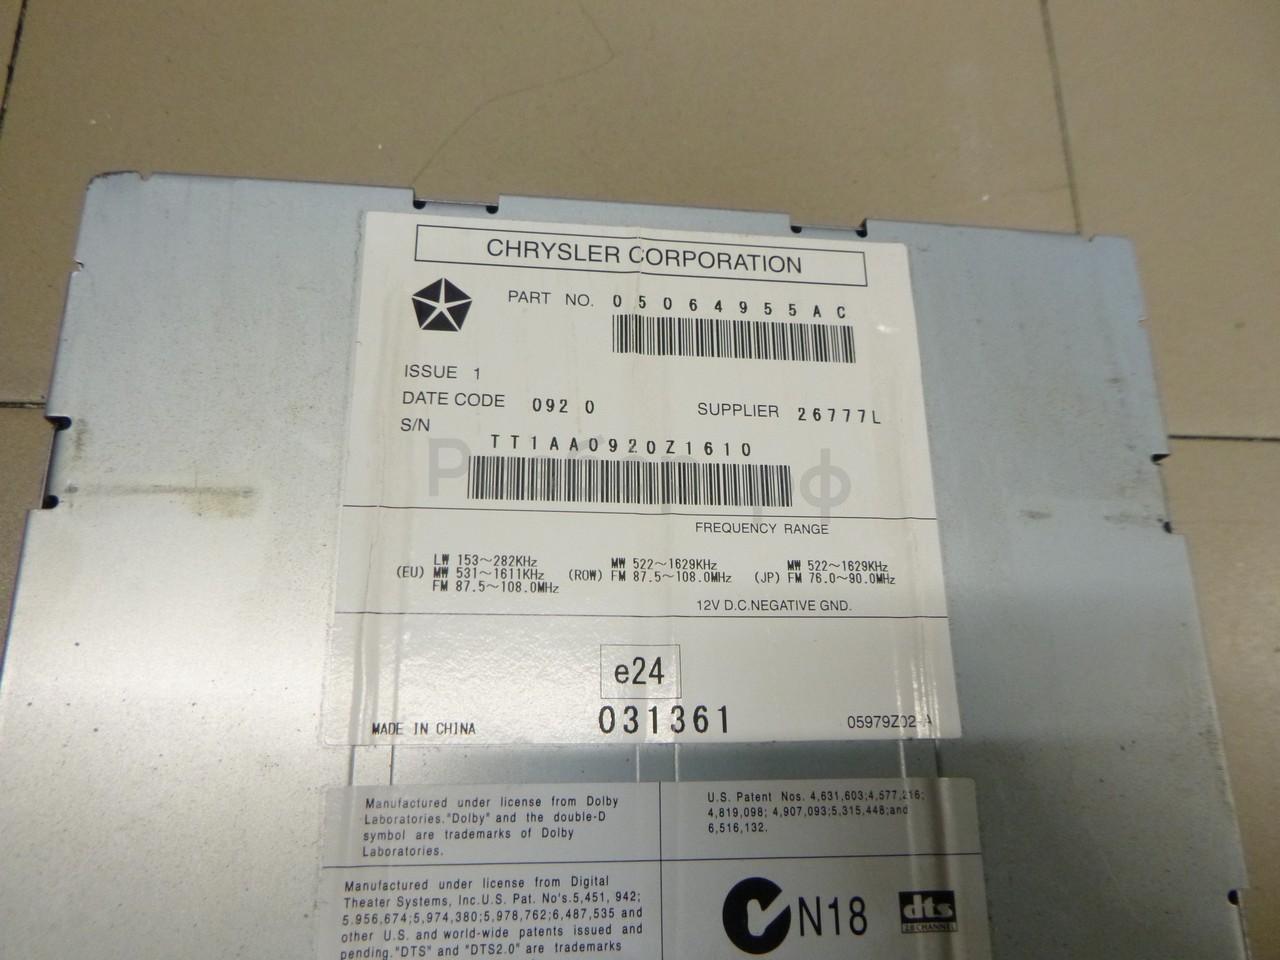 CHRYSLER CORPORATION
PART NO. 05064955AC
ISSUE 1
DATE CODE 0920 SUPPLIER 26777L
S/N
TT1AA0920Z1610
Разбор.рф
FREQUENCY RANGE
(EU) LW 153~282KHz
MW 531~1611KHz
FM 87.5~108.0MHz
(ROW) MW 522~1629KHz
FM 87.5~108.0MHz
(JP) MW 522~1629KHz
FM 76.0~90.0MHz
12V D.C.NEGATIVE GND.
e24
031361
MADE IN CHINA
05979Z02-A
Manufactured under license from Dolby
Laboratories."Dolby" and the double-D
symbol are trademarks of Dolby
Laboratories.
U.S. Patent Nos. 4,631,603;4,577,216;
4,819,098; 4,907,093;5,315,448;and
6,516,132.
Manufactured under license from Digital
Theater Systems, Inc.U.S. Pat. No's.5,451, 942;
5.956,674;5,974,380;5,978,762;6,487,535 and
other U.S. and world-wide patents issued and
pending."DTS" and "DTS2.0" are trademarks
N18
dts
2.0 CHANNEL